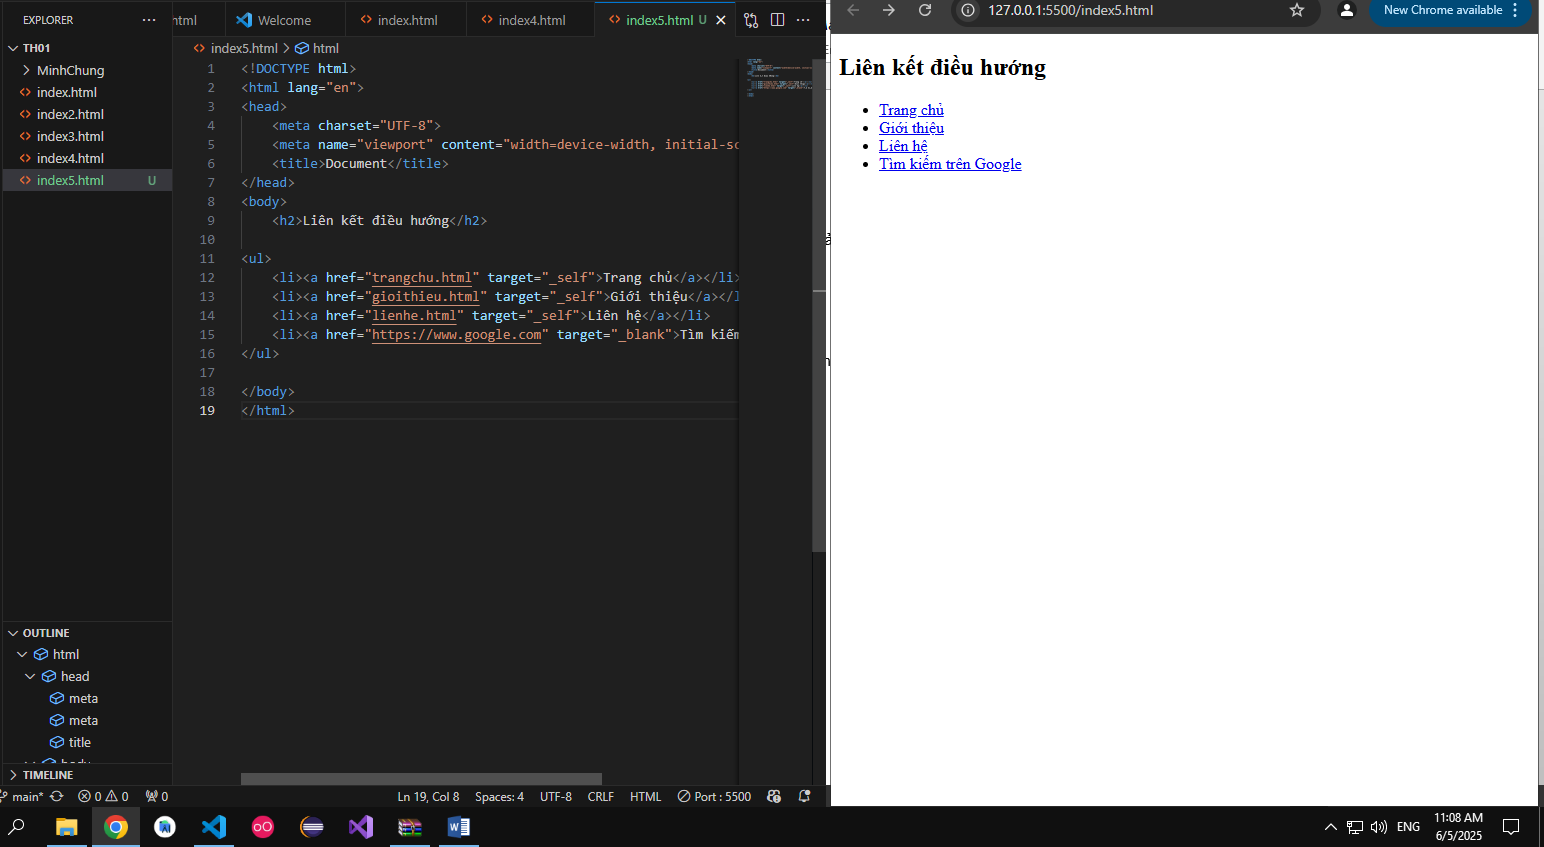 EXPLORER
TH01
MinhChung
index.html
index2.html
index3.html
index4.html
index5.html U
OUTLINE
html
head
meta
meta
title
body
TIMELINE
html
Welcome
index.html
index4.html
index5.html U
index5.html > html
1 <!DOCTYPE html>
2 <html lang="en">
3 <head>
4 <meta charset="UTF-8">
5 <meta name="viewport" content="width=device-width, initial-sc
6 <title>Document</title>
7 </head>
8 <body>
9 <h2>Liên kết điều hướng</h2>
10
11 <ul>
12 <li><a href="trangchu.html" target="_self">Trang chủ</a></li>
13 <li><a href="gioithieu.html" target="_self">Giới thiệu</a></l
14 <li><a href="lienhe.html" target="_self">Liên hệ</a></li>
15 <li><a href="https://www.google.com" target="_blank">Tìm kiếm
16 </ul>
17
18 </body>
19 </html>
main* 0 0 0 Ln 19, Col 8 Spaces: 4 UTF-8 CRLF HTML Port : 5500
127.0.0.1:5500/index5.html
New Chrome available
Liên kết điều hướng
Trang chủ
Giới thiệu
Liên hệ
Tìm kiếm trên Google
ENG
11:08 AM
6/5/2025